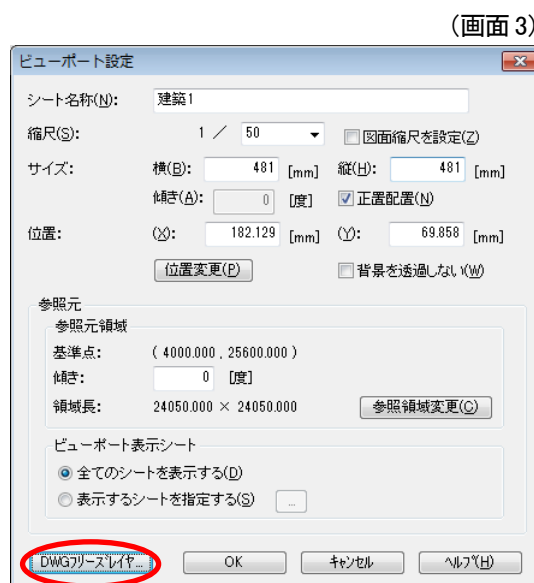 (画面 3)
ビューポート設定
シート名称(N): 建築1
縮尺(S): 1 / 50 図面縮尺を設定(Z)
サイズ: 横(B): 481 [mm] 縦(H): 481 [mm]
傾き(A): 0 [度] 正置配置(N)
位置: (X): 182.129 [mm] (Y): 69.858 [mm]
位置変更(P) 背景を透過しない(W)
参照元
参照元領域
基準点: ( 4000.000 , 25600.000 )
傾き: 0 [度]
領域長: 24050.000 × 24050.000 参照領域変更(C)
ビューポート表示シート
全てのシートを表示する(D)
表示するシートを指定する(S) ...
DWGフリーズレイヤ... OK キャンセル ヘルプ(H)